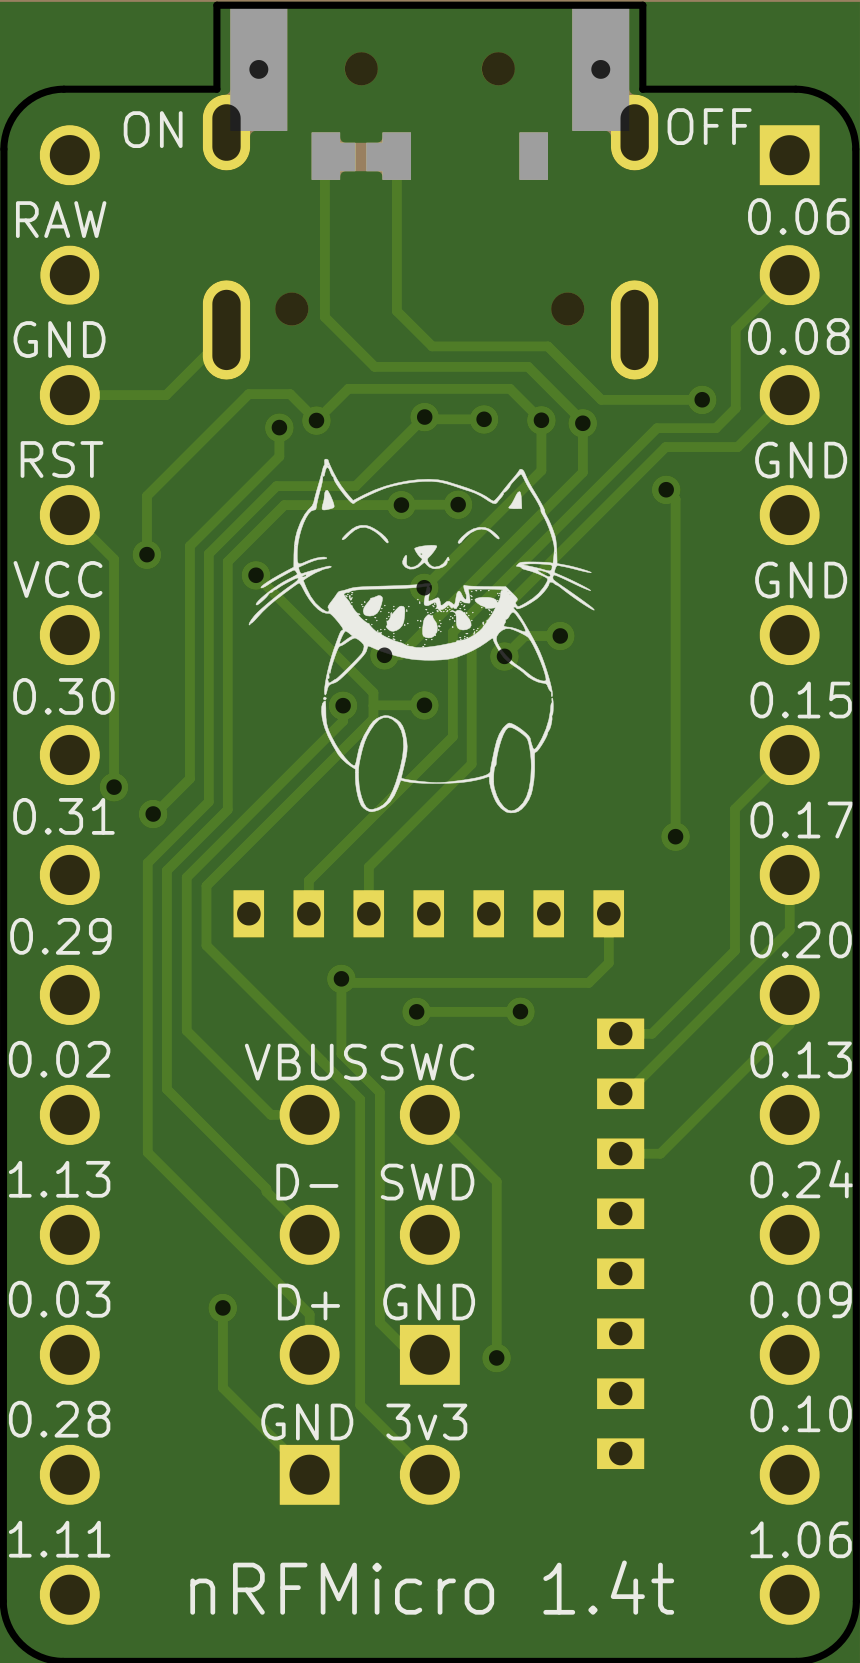 ON OFF
RAW 0.06
GND 0.08
RST GND
VCC GND
0.30 0.15
0.31 0.17
0.29 0.20
0.02 VBUS SWC 0.13
1.13 D- SWD 0.24
0.03 D+ GND 0.09
0.28 GND 3v3 0.10
1.11 1.06
nRFMicro 1.4t